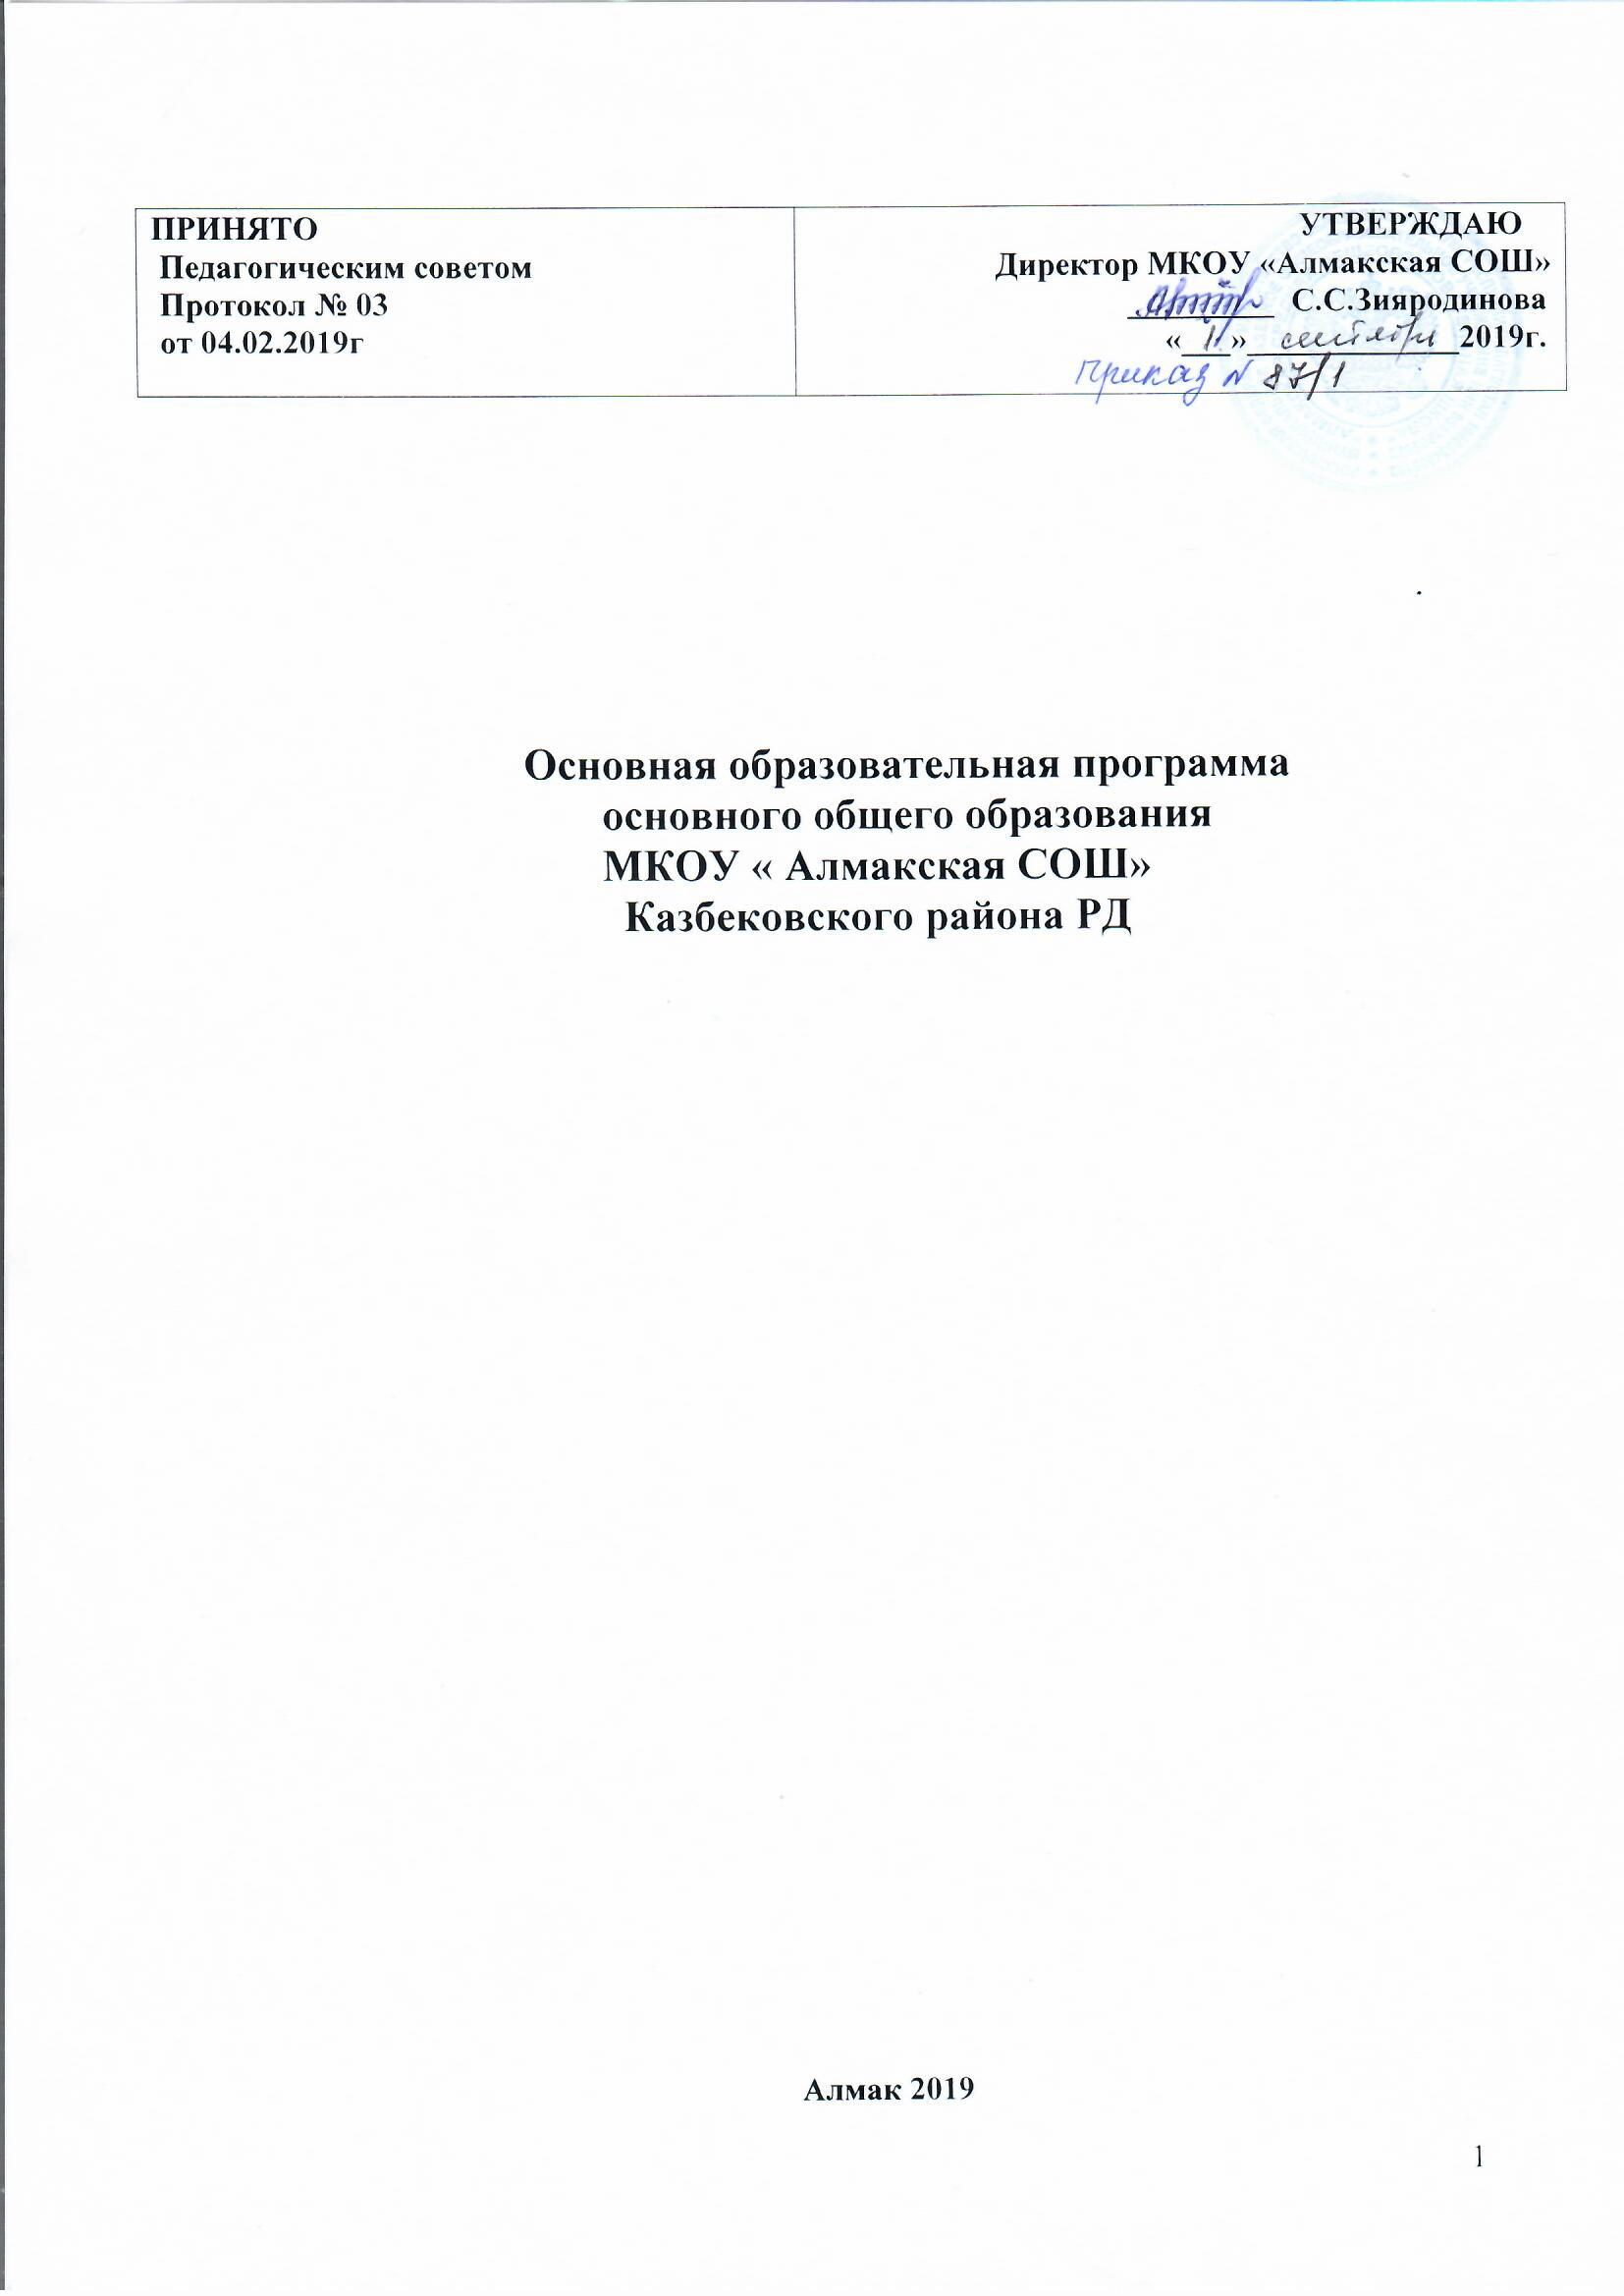 ПРИНЯТО
Педагогическим советом
Протокол № 03
от 04.02.2019г
УТВЕРЖДАЮ
Директор МКОУ «Алмакская СОШ»
С.С.Зияродинова
«1» сентября 2019г.
Приказ N 87/1
Основная образовательная программа
основного общего образования
МКОУ « Алмакская СОШ»
Казбековского района РД
Алмак 2019
1